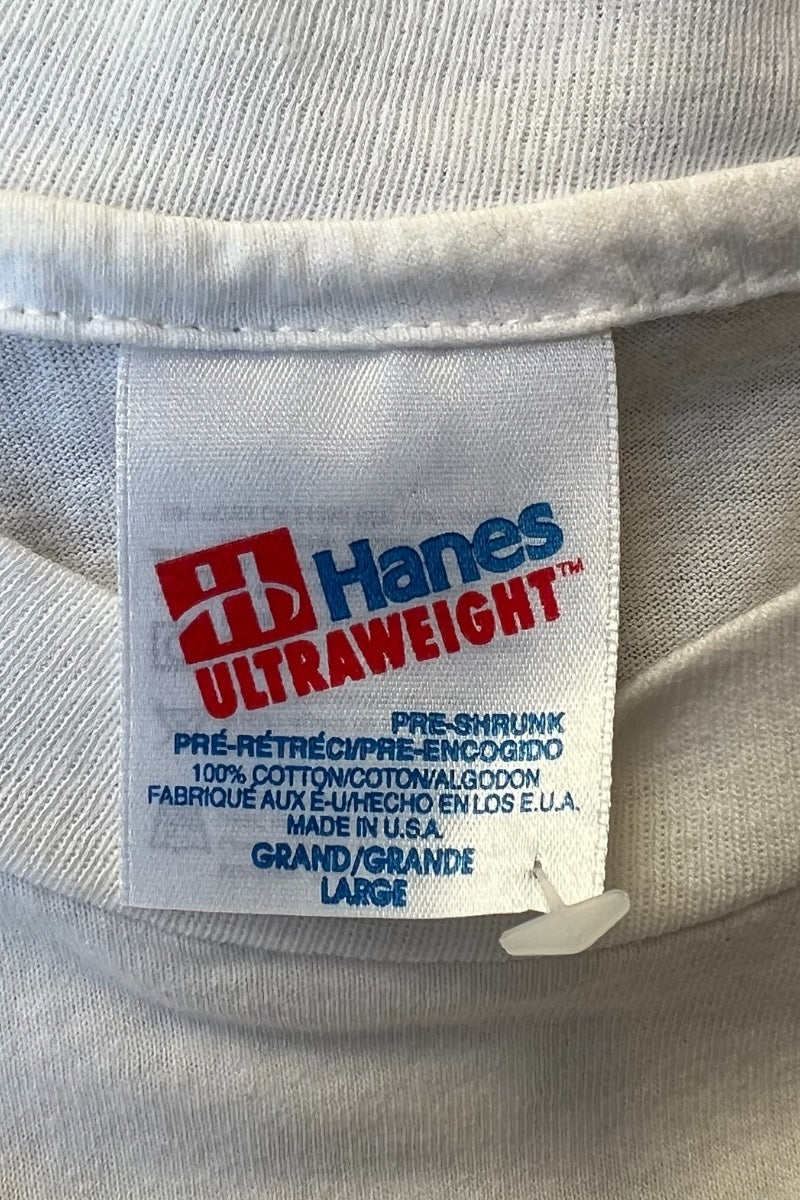 Hanes
ULTRAWEIGHT™
PRE-SHRUNK
PRÉ-RÉTRÉCI/PRE-ENCOGIDO
100% COTTON/COTON/ALGODON
FABRIQUÉ AUX É-U/HECHO EN LOS E.U.A.
MADE IN U.S.A.
GRAND/GRANDE
LARGE